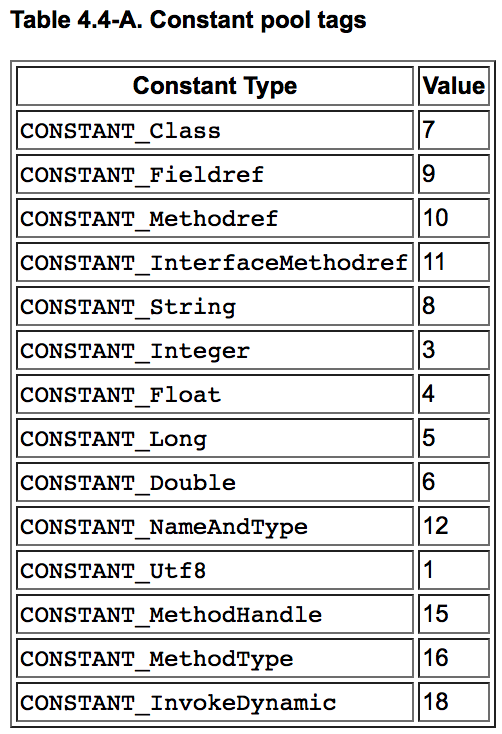 Table 4.4-A. Constant pool tags
Constant Type Value
CONSTANT_Class 7
CONSTANT_Fieldref 9
CONSTANT_Methodref 10
CONSTANT_InterfaceMethodref 11
CONSTANT_String 8
CONSTANT_Integer 3
CONSTANT_Float 4
CONSTANT_Long 5
CONSTANT_Double 6
CONSTANT_NameAndType 12
CONSTANT_Utf8 1
CONSTANT_MethodHandle 15
CONSTANT_MethodType 16
CONSTANT_InvokeDynamic 18